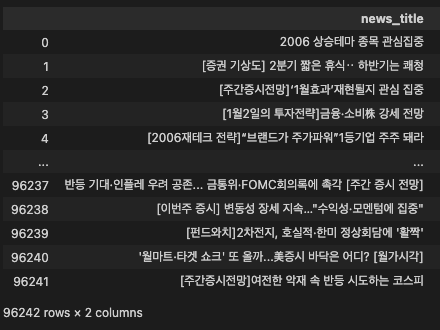 news_title
0 2006 상승테마 종목 관심집중
1 [증권 기상도] 2분기 짧은 휴식‥ 하반기는 쾌청
2 [주간증시전망]'1월효과'재현될지 관심 집중
3 [1월2일의 투자전략]금융·소비株 강세 전망
4 [2006재테크 전략]“브랜드가 주가파워”1등기업 주주 돼라
... ...
96237 반등 기대·인플레 우려 공존… 금통위·FOMC회의록에 촉각 [주간 증시 전망]
96238 [이번주 증시] 변동성 장세 지속..."수익성·모멘텀에 집중"
96239 [펀드와치]2차전지, 호실적·한미 정상회담에 '활짝'
96240 '월마트·타겟 쇼크' 또 올까…美증시 바닥은 어디? [월가시각]
96241 [주간증시전망]여전한 악재 속 반등 시도하는 코스피
96242 rows × 2 columns